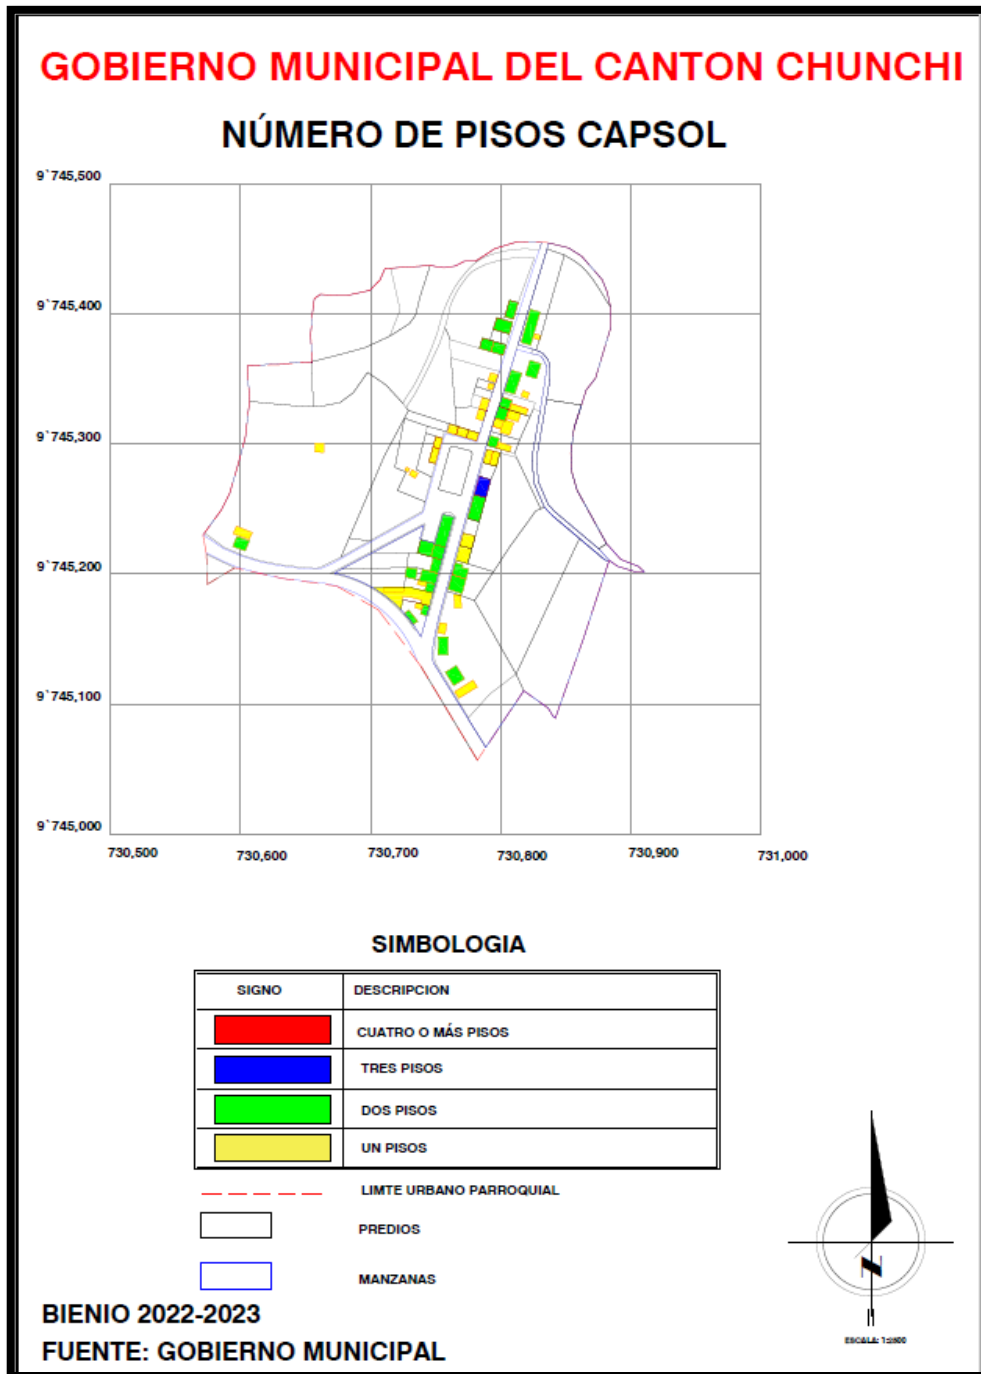 GOBIERNO MUNICIPAL DEL CANTON CHUNCHI
NÚMERO DE PISOS CAPSOL
9`745,500
9`745,400
9`745,300
9`745,200
9`745,100
9`745,000
730,500 730,600 730,700 730,800 730,900 731,000
SIMBOLOGIA
SIGNO DESCRIPCION
CUATRO O MÁS PISOS
TRES PISOS
DOS PISOS
UN PISOS
LIMTE URBANO PARROQUIAL
PREDIOS
MANZANAS
N
BIENIO 2022-2023
FUENTE: GOBIERNO MUNICIPAL
ESCALA: